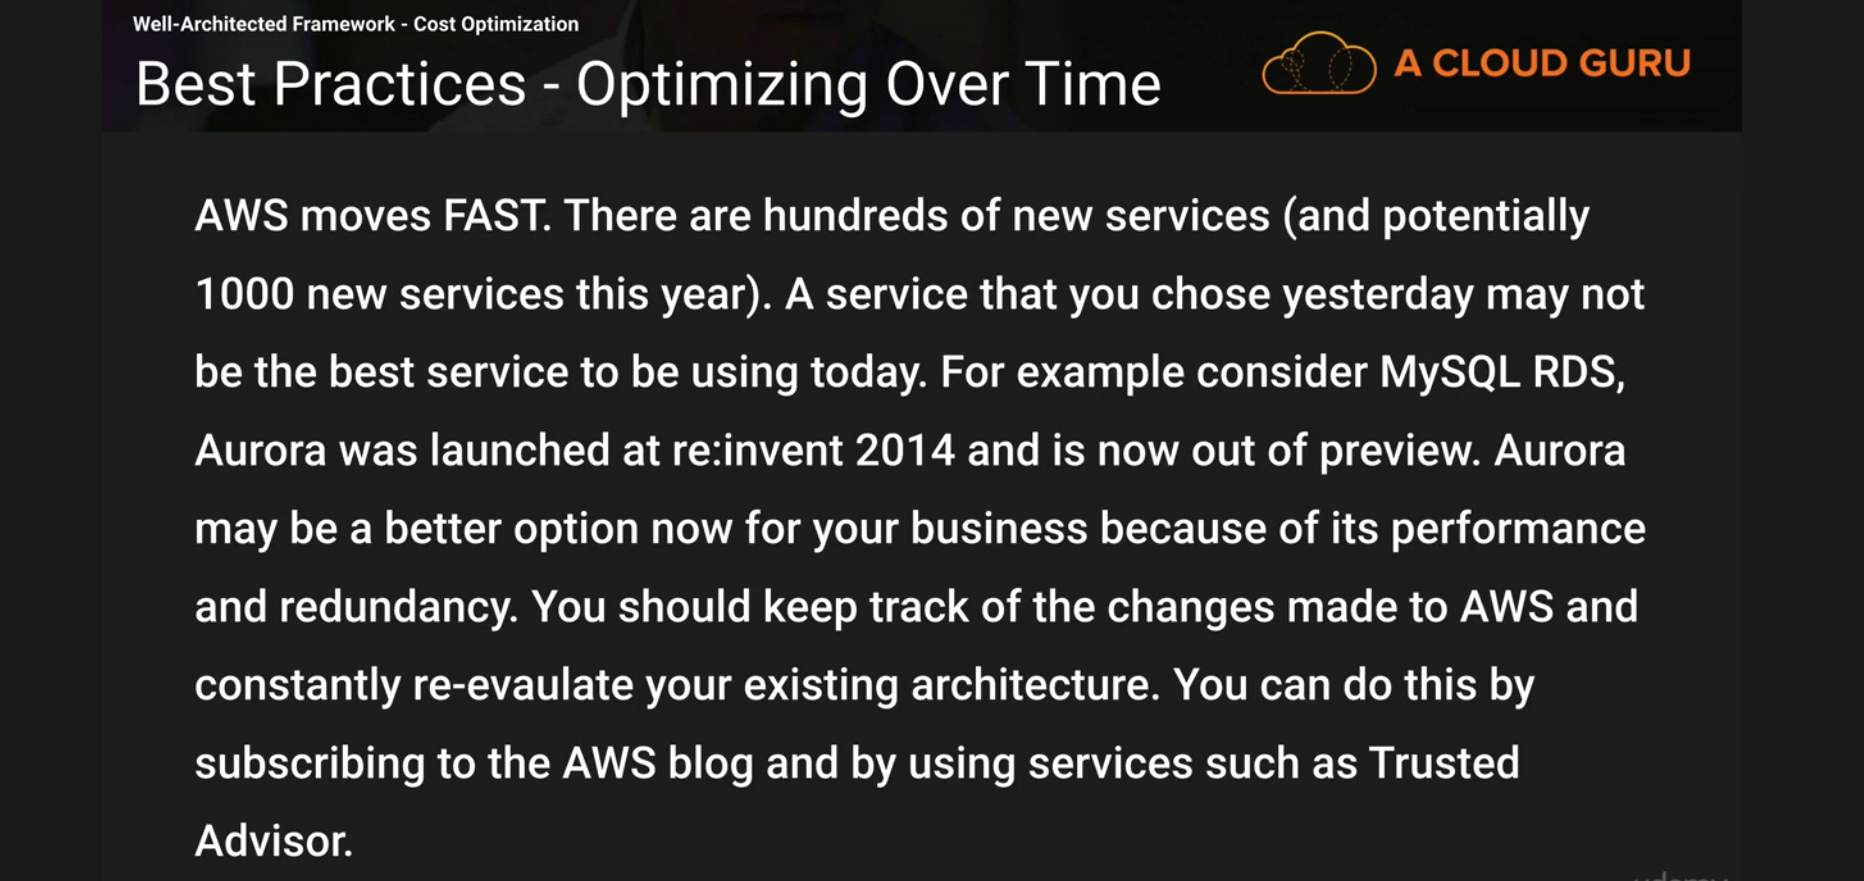 Well-Architected Framework - Cost Optimization
Best Practices - Optimizing Over Time
A CLOUD GURU
AWS moves FAST. There are hundreds of new services (and potentially
1000 new services this year). A service that you chose yesterday may not
be the best service to be using today. For example consider MySQL RDS,
Aurora was launched at re:invent 2014 and is now out of preview. Aurora
may be a better option now for your business because of its performance
and redundancy. You should keep track of the changes made to AWS and
constantly re-evaulate your existing architecture. You can do this by
subscribing to the AWS blog and by using services such as Trusted
Advisor.